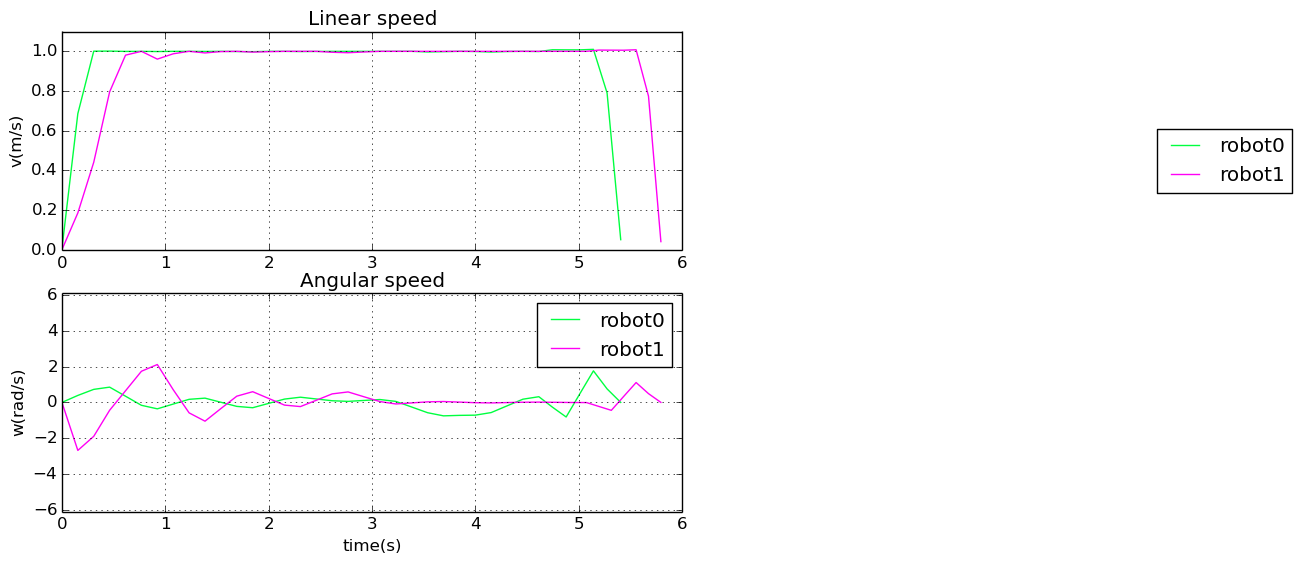 Linear speed
v(m/s)
1.0
0.8
0.6
0.4
0.2
0.0
0 1 2 3 4 5 6
robot0
robot1
Angular speed
w(rad/s)
6
4
2
0
−2
−4
−6
robot0
robot1
0 1 2 3 4 5 6
time(s)